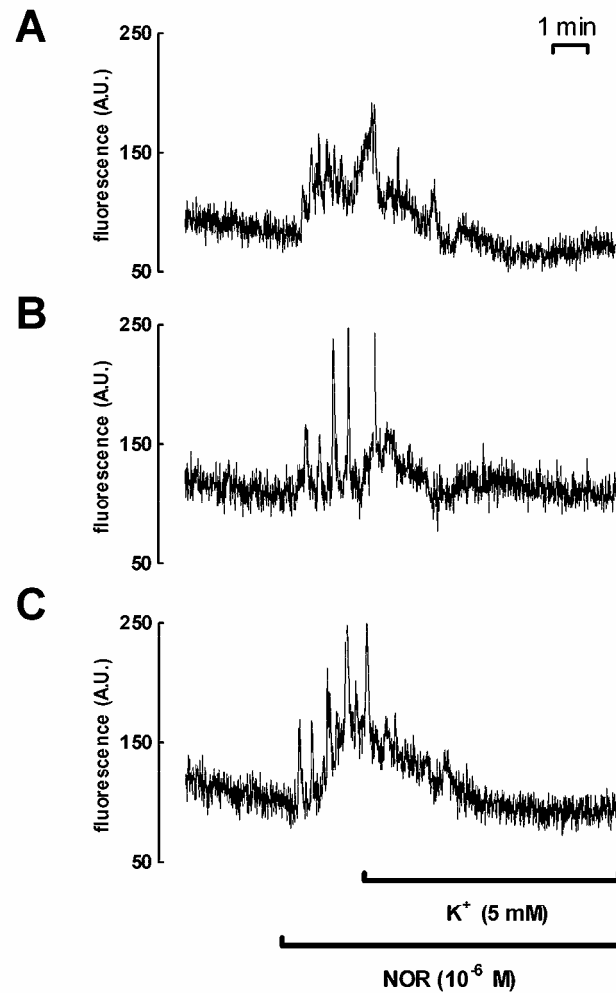 A
1 min
250
150
50
fluorescence (A.U.)
B
250
150
50
fluorescence (A.U.)
C
250
150
50
fluorescence (A.U.)
K⁺ (5 mM)
NOR (10⁻⁶ M)